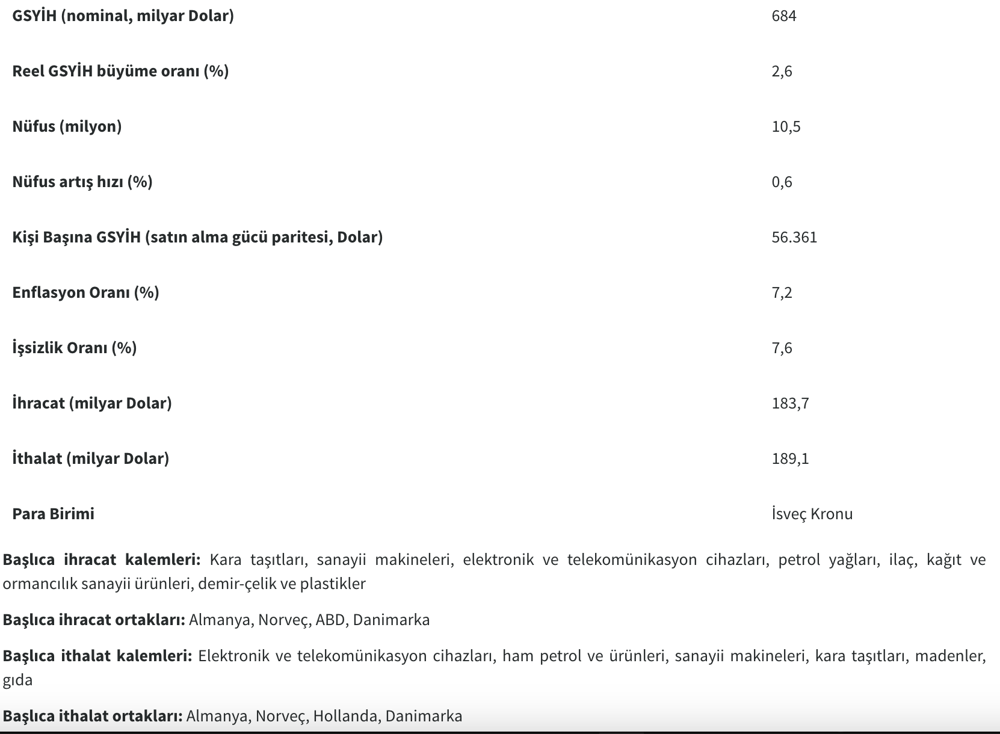 GSYİH (nominal, milyar Dolar) 684
Reel GSYİH büyüme oranı (%) 2,6
Nüfus (milyon) 10,5
Nüfus artış hızı (%) 0,6
Kişi Başına GSYİH (satın alma gücü paritesi, Dolar) 56.361
Enflasyon Oranı (%) 7,2
İşsizlik Oranı (%) 7,6
İhracat (milyar Dolar) 183,7
İthalat (milyar Dolar) 189,1
Para Birimi İsveç Kronu
Başlıca ihracat kalemleri: Kara taşıtları, sanayii makineleri, elektronik ve telekomünikasyon cihazları, petrol yağları, ilaç, kağıt ve
ormancılık sanayii ürünleri, demir-çelik ve plastikler
Başlıca ihracat ortakları: Almanya, Norveç, ABD, Danimarka
Başlıca ithalat kalemleri: Elektronik ve telekomünikasyon cihazları, ham petrol ve ürünleri, sanayii makineleri, kara taşıtları, madenler,
gıda
Başlıca ithalat ortakları: Almanya, Norveç, Hollanda, Danimarka